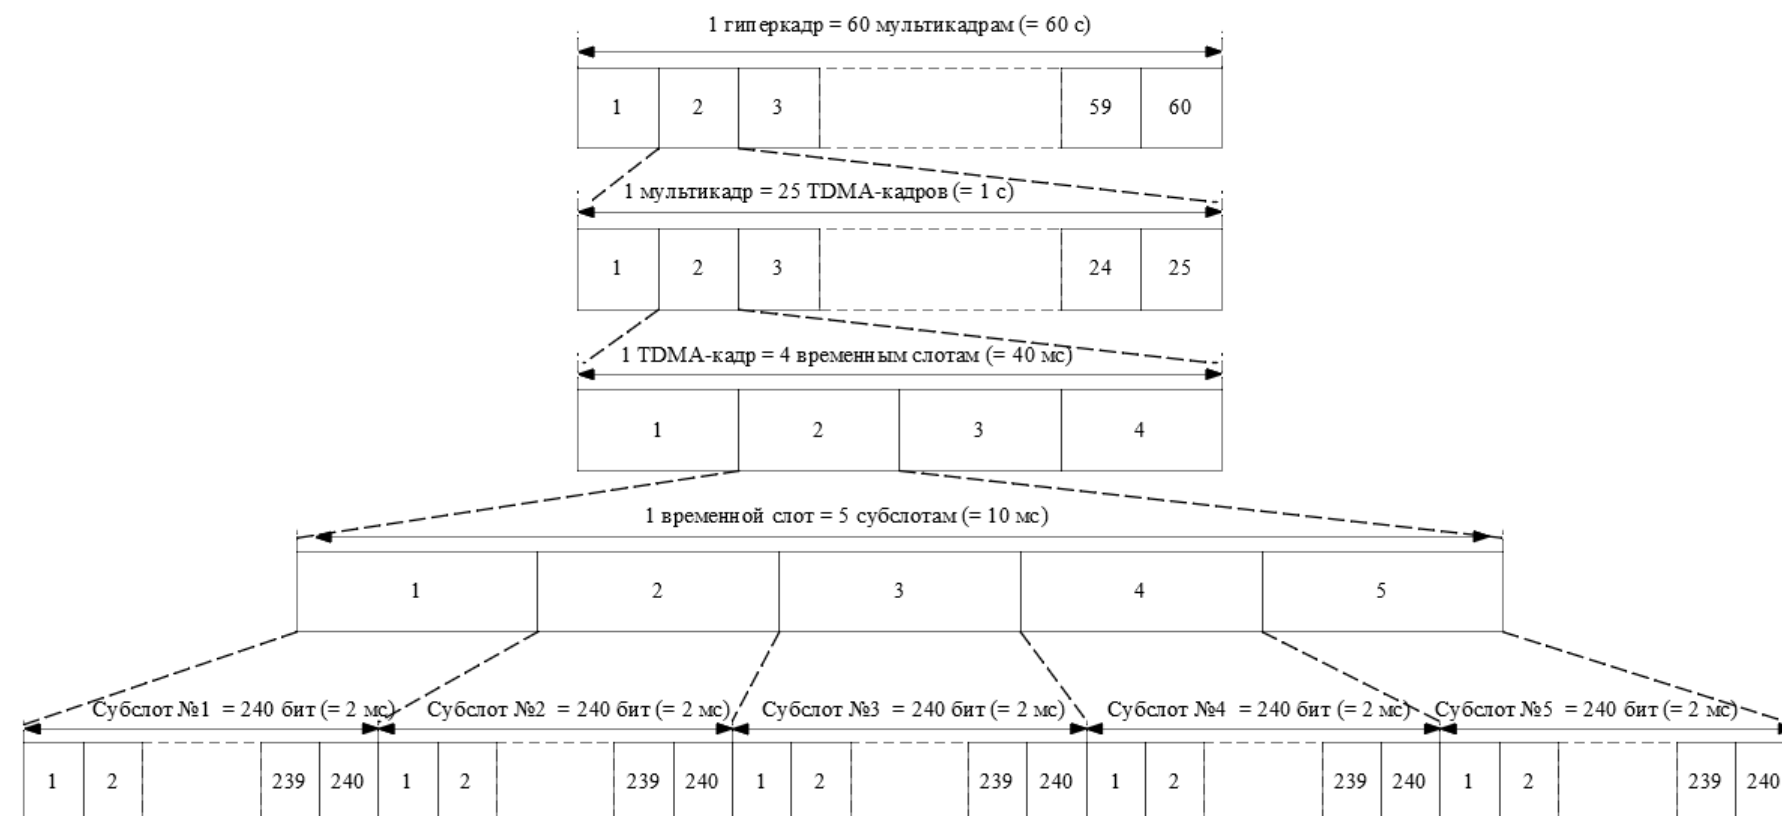 1 гиперкадр = 60 мультикадрам (= 60 с)
1 2 3 59 60
1 мультикадр = 25 TDMA-кадров (= 1 с)
1 2 3 24 25
1 TDMA-кадр = 4 временным слотам (= 40 мс)
1 2 3 4
1 временной слот = 5 субслотам (= 10 мс)
1 2 3 4 5
Субслот №1 = 240 бит (= 2 мс) Субслот №2 = 240 бит (= 2 мс) Субслот №3 = 240 бит (= 2 мс) Субслот №4 = 240 бит (= 2 мс) Субслот №5 = 240 бит (= 2 мс)
1 2 239 240 1 2 239 240 1 2 239 240 1 2 239 240 1 2 239 240